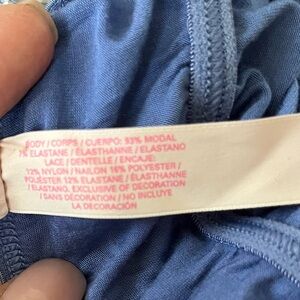 BODY / CORPS / CUERPO: 93% MODAL
7% ELASTANE / ÉLASTHANNE / ELASTANO
LACE / DENTELLE / ENCAJE:
72% NYLON / NAILON 16% POLYESTER /
POLIÉSTER 12% ELASTANE / ÉLASTHANNE
/ ELASTANO. EXCLUSIVE OF DECORATION
/ SANS DÉCORATION / NO INCLUYE
LA DECORACIÓN